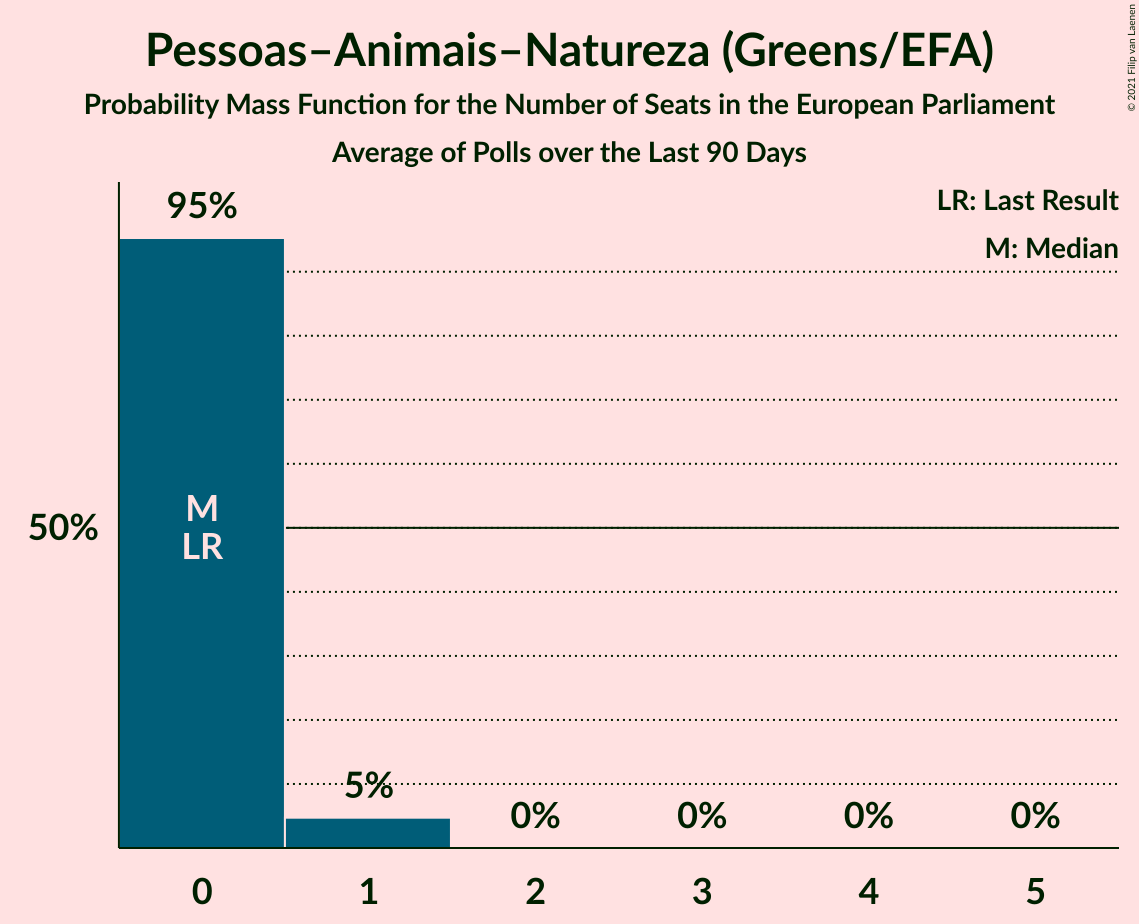 Pessoas–Animais–Natureza (Greens/EFA)
Probability Mass Function for the Number of Seats in the European Parliament
Average of Polls over the Last 90 Days
© 2021 Filip van Laenen
LR: Last Result
M: Median
95%
M
LR
50%
5%
0% 0% 0% 0%
0 1 2 3 4 5